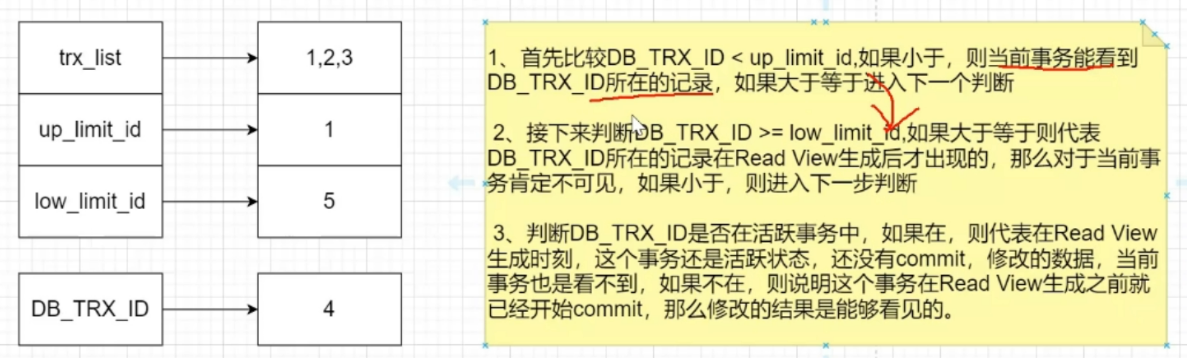 trx_list
1,2,3
up_limit_id
1
low_limit_id
5
DB_TRX_ID
4
1、首先比较DB_TRX_ID < up_limit_id,如果小于，则当前事务能看到
DB_TRX_ID所在的记录，如果大于等于进入下一个判断
2、接下来判断DB_TRX_ID >= low_limit_id,如果大于等于则代表
DB_TRX_ID所在的记录在Read View生成后才出现的，那么对于当前事
务肯定不可见，如果小于，则进入下一步判断
3、判断DB_TRX_ID是否在活跃事务中，如果在，则代表在Read View
生成时刻，这个事务还是活跃状态，还没有commit，修改的数据，当前
事务也是看不到，如果不在，则说明这个事务在Read View生成之前就
已经开始commit，那么修改的结果是能够看见的。